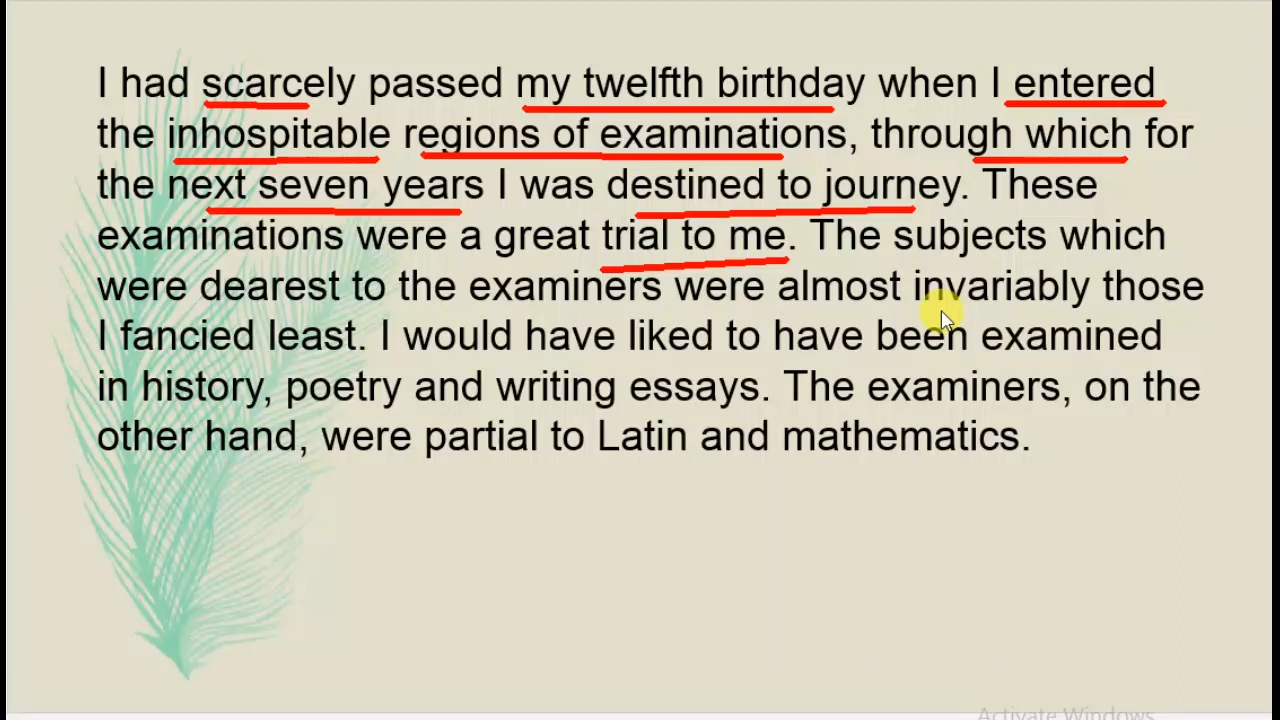 I had scarcely passed my twelfth birthday when I entered
the inhospitable regions of examinations, through which for
the next seven years I was destined to journey. These
examinations were a great trial to me. The subjects which
were dearest to the examiners were almost invariably those
I fancied least. I would have liked to have been examined
in history, poetry and writing essays. The examiners, on the
other hand, were partial to Latin and mathematics.
Activate Windows